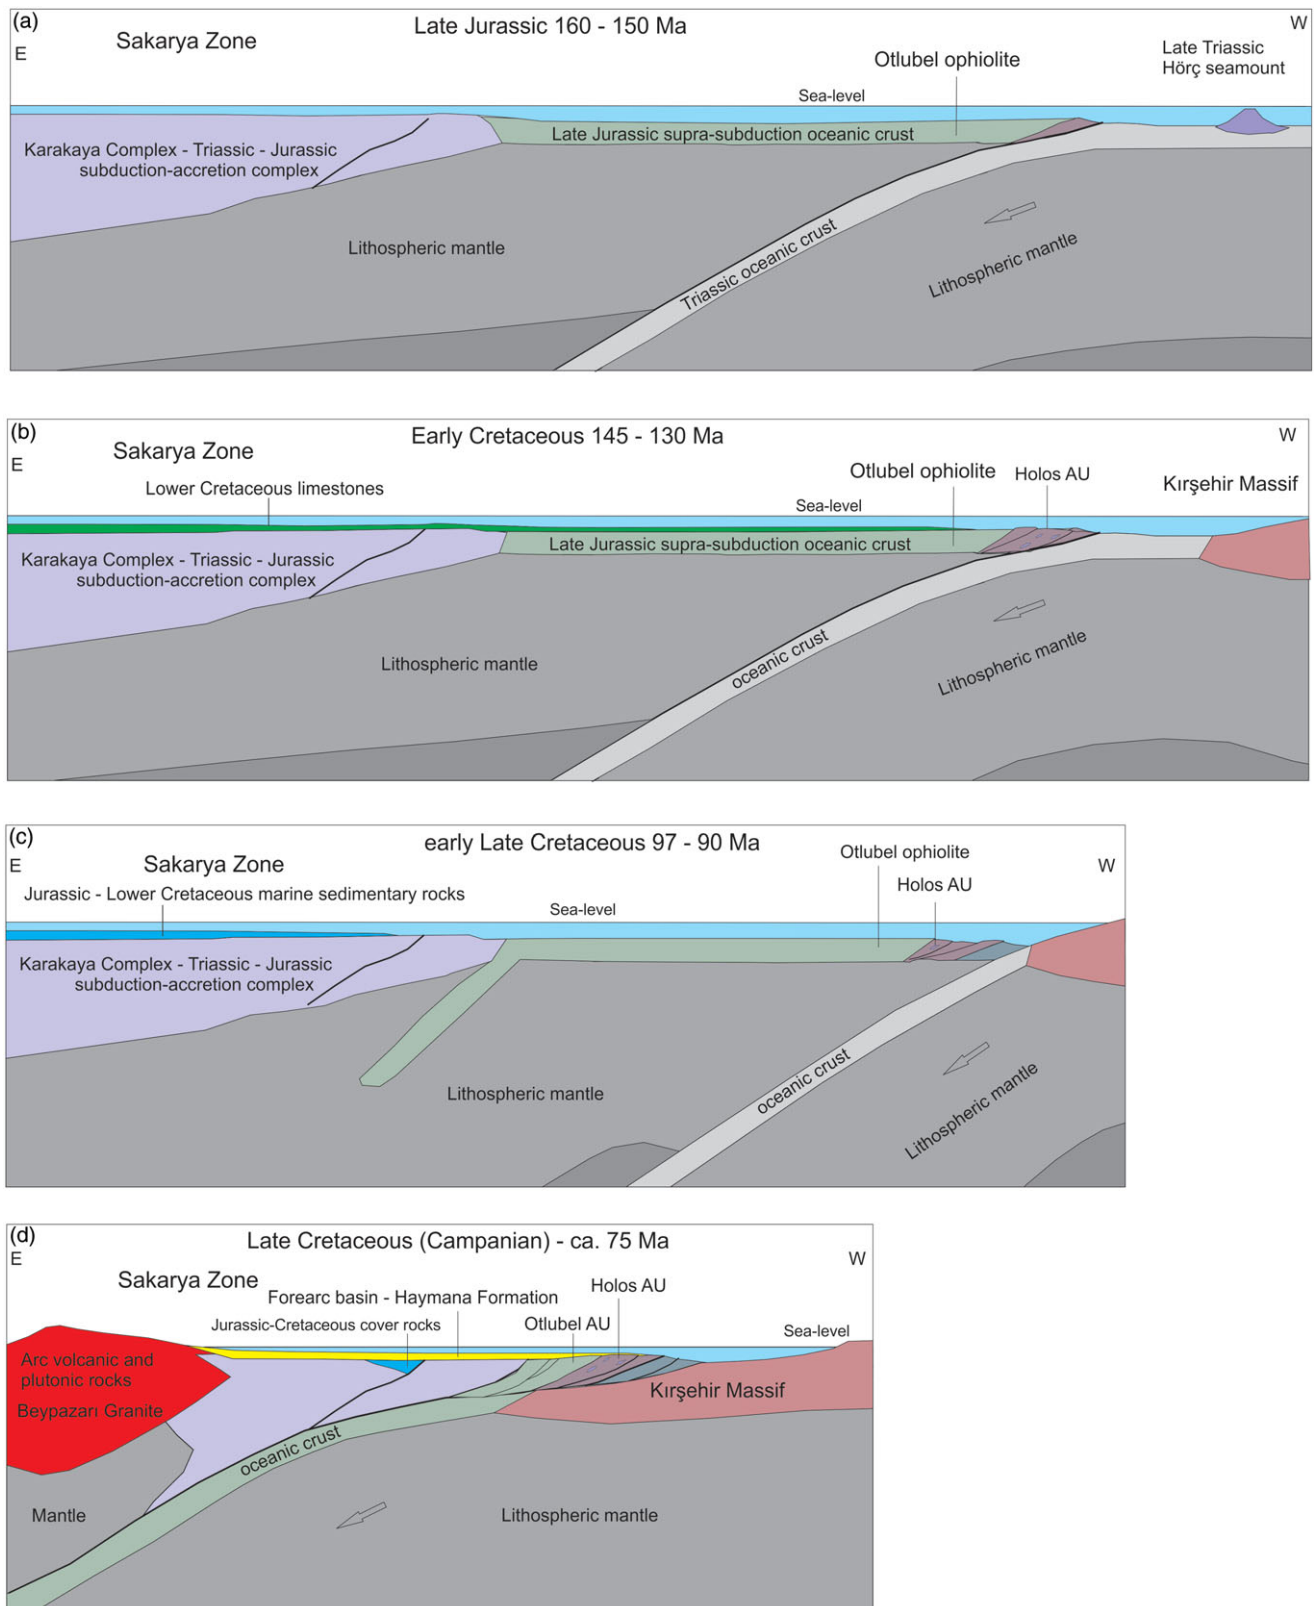 (a)
Late Jurassic 160 - 150 Ma
W
E
Sakarya Zone
Otlubel ophiolite
Late Triassic
Hörç seamount
Sea-level
Karakaya Complex - Triassic - Jurassic
subduction-accretion complex
Late Jurassic supra-subduction oceanic crust
Lithospheric mantle
Triassic oceanic crust
Lithospheric mantle
(b)
Early Cretaceous 145 - 130 Ma
W
E
Sakarya Zone
Lower Cretaceous limestones
Otlubel ophiolite
Holos AU
Kırşehir Massif
Sea-level
Karakaya Complex - Triassic - Jurassic
subduction-accretion complex
Late Jurassic supra-subduction oceanic crust
Lithospheric mantle
oceanic crust
Lithospheric mantle
(c)
early Late Cretaceous 97 - 90 Ma
E
W
Sakarya Zone
Otlubel ophiolite
Holos AU
Jurassic - Lower Cretaceous marine sedimentary rocks
Sea-level
Karakaya Complex - Triassic - Jurassic
subduction-accretion complex
Lithospheric mantle
oceanic crust
Lithospheric mantle
(d)
Late Cretaceous (Campanian) - ca. 75 Ma
E
W
Sakarya Zone
Forearc basin - Haymana Formation
Holos AU
Jurassic-Cretaceous cover rocks
Otlubel AU
Sea-level
Arc volcanic and
plutonic rocks
Beypazarı Granite
Kırşehir Massif
oceanic crust
Mantle
Lithospheric mantle